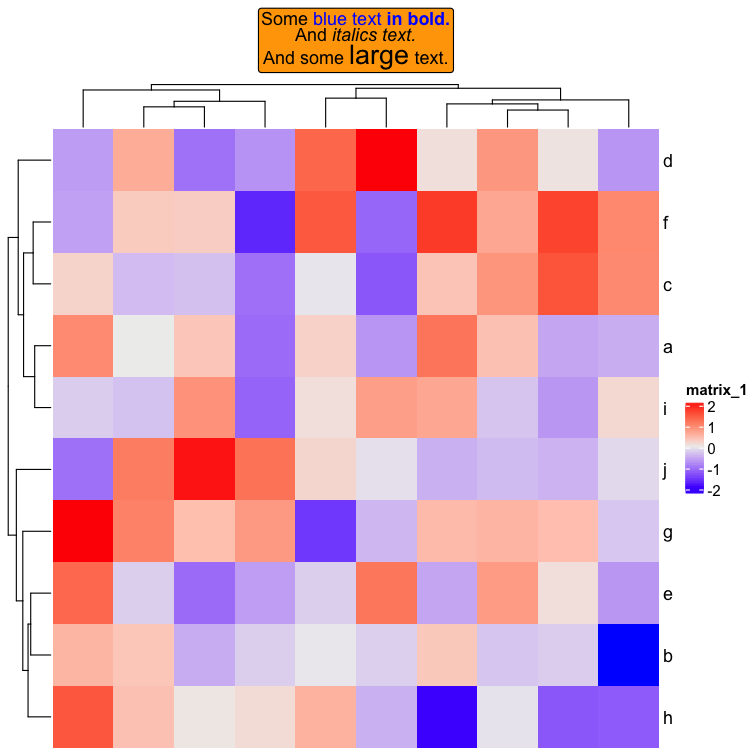 Some blue text in bold.
And italics text.
And some large text.
d
f
c
a
i
j
g
e
b
h
matrix_1
2
1
0
-1
-2